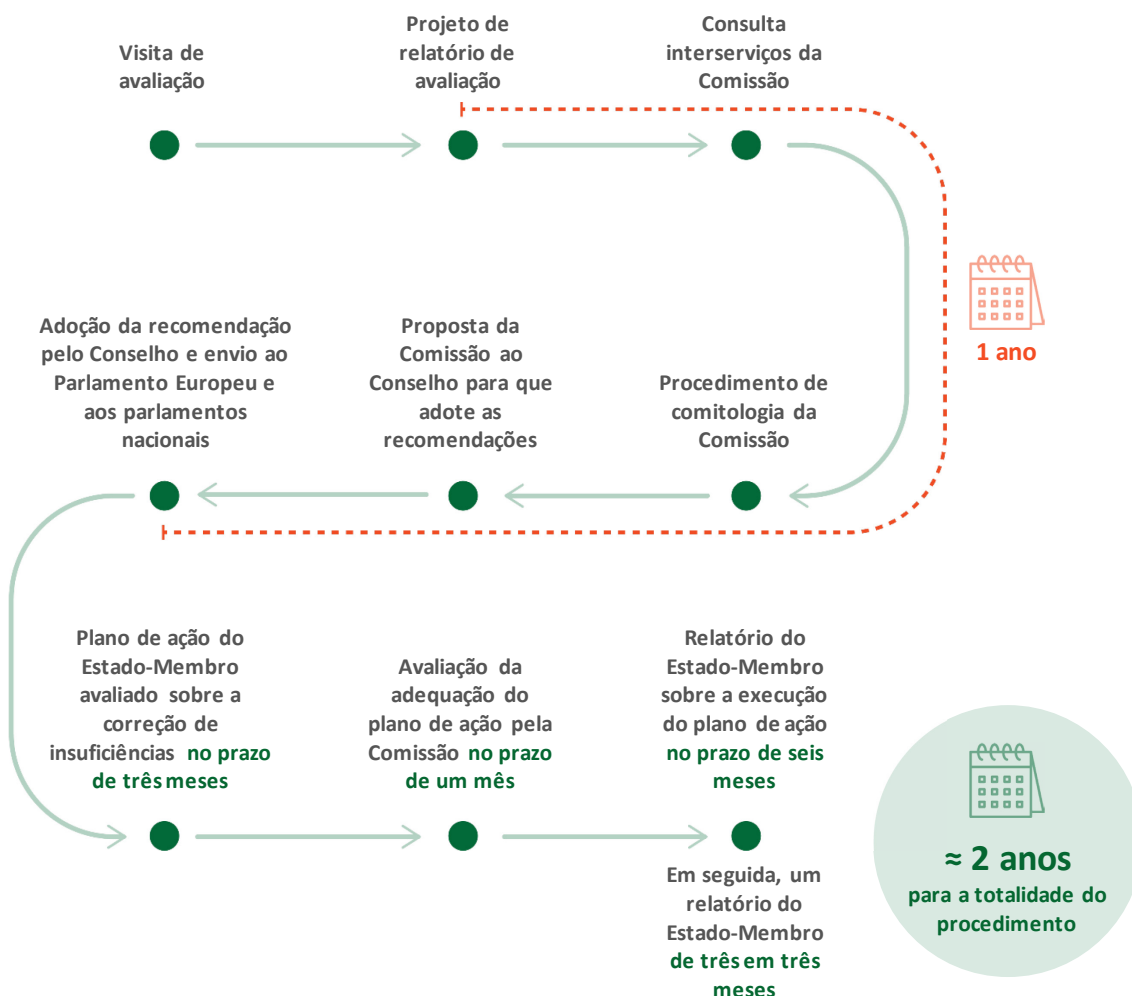 Visita de
avaliação
Projeto de
relatório de
avaliação
Consulta
interserviços da
Comissão
1 ano
Adoção da recomendação
pelo Conselho e envio ao
Parlamento Europeu e
aos parlamentos
nacionais
Proposta da
Comissão ao
Conselho para que
adote as
recomendações
Procedimento de
comitologia da
Comissão
Plano de ação do
Estado-Membro
avaliado sobre a
correção de
insuficiências no prazo
de três meses
Avaliação da
adequação do
plano de ação pela
Comissão no prazo
de um mês
Relatório do
Estado-Membro
sobre a execução
do plano de ação
no prazo de seis
meses
Em seguida, um
relatório do
Estado-Membro
de três em três
meses
≈ 2 anos
para a totalidade do
procedimento